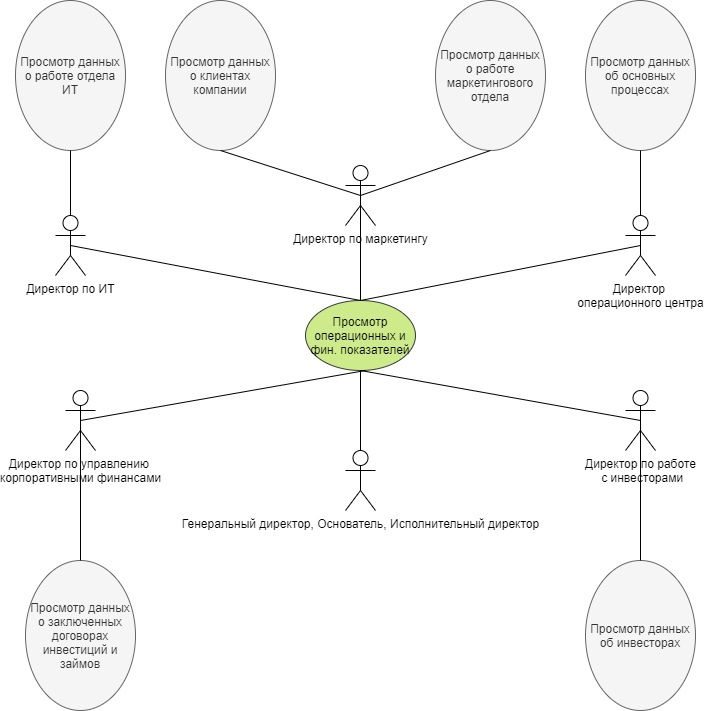 Просмотр данных
о работе отдела
ИТ
Просмотр данных
о клиентах
компании
Просмотр данных
о работе
маркетингового
отдела
Просмотр данных
об основных
процессах
Директор по маркетингу
Директор по ИТ
Директор
операционного центра
Просмотр
операционных и
фин. показателей
Директор по управлению
корпоративными финансами
Директор по работе
с инвесторами
Генеральный директор, Основатель, Исполнительный директор
Просмотр данных
о заключенных
договорах
инвестиций и
займов
Просмотр данных
об инвесторах